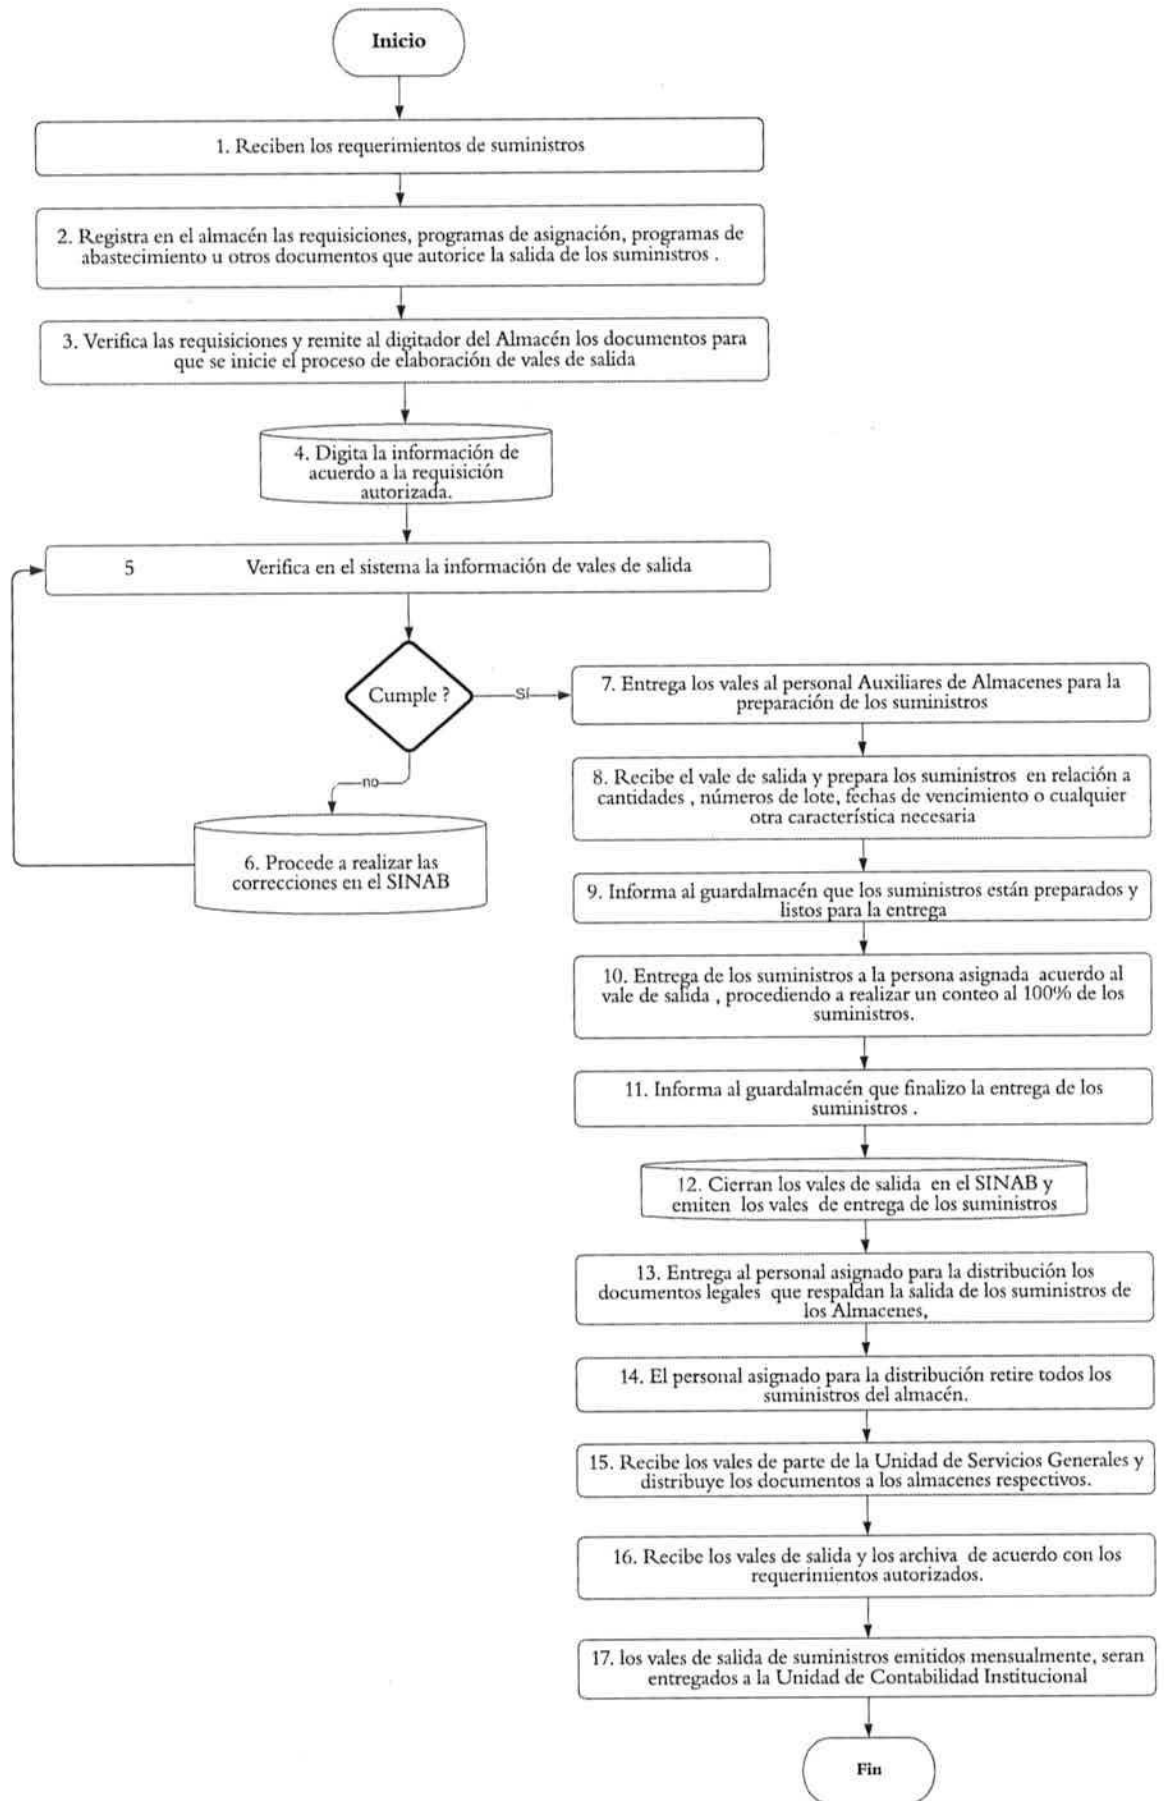 Inicio
1. Reciben los requerimientos de suministros
2. Registra en el almacén las requisiciones, programas de asignación, programas de
abastecimiento u otros documentos que autorice la salida de los suministros .
3. Verifica las requisiciones y remite al digitador del Almacén los documentos para
que se inicie el proceso de elaboración de vales de salida
4. Digita la información de
acuerdo a la requisición
autorizada.
5 Verifica en el sistema la información de vales de salida
Cumple ?
Sí
no
6. Procede a realizar las
correcciones en el SINAB
7. Entrega los vales al personal Auxiliares de Almacenes para la
preparación de los suministros
8. Recibe el vale de salida y prepara los suministros en relación a
cantidades , números de lote, fechas de vencimiento o cualquier
otra característica necesaria
9. Informa al guardalmacén que los suministros están preparados y
listos para la entrega
10. Entrega de los suministros a la persona asignada acuerdo al
vale de salida , procediendo a realizar un conteo al 100% de los
suministros.
11. Informa al guardalmacén que finalizo la entrega de los
suministros .
12. Cierran los vales de salida en el SINAB y
emiten los vales de entrega de los suministros
13. Entrega al personal asignado para la distribución los
documentos legales que respaldan la salida de los suministros de
los Almacenes,
14. El personal asignado para la distribución retire todos los
suministros del almacén.
15. Recibe los vales de parte de la Unidad de Servicios Generales y
distribuye los documentos a los almacenes respectivos.
16. Recibe los vales de salida y los archiva de acuerdo con los
requerimientos autorizados.
17. los vales de salida de suministros emitidos mensualmente, seran
entregados a la Unidad de Contabilidad Institucional
Fin